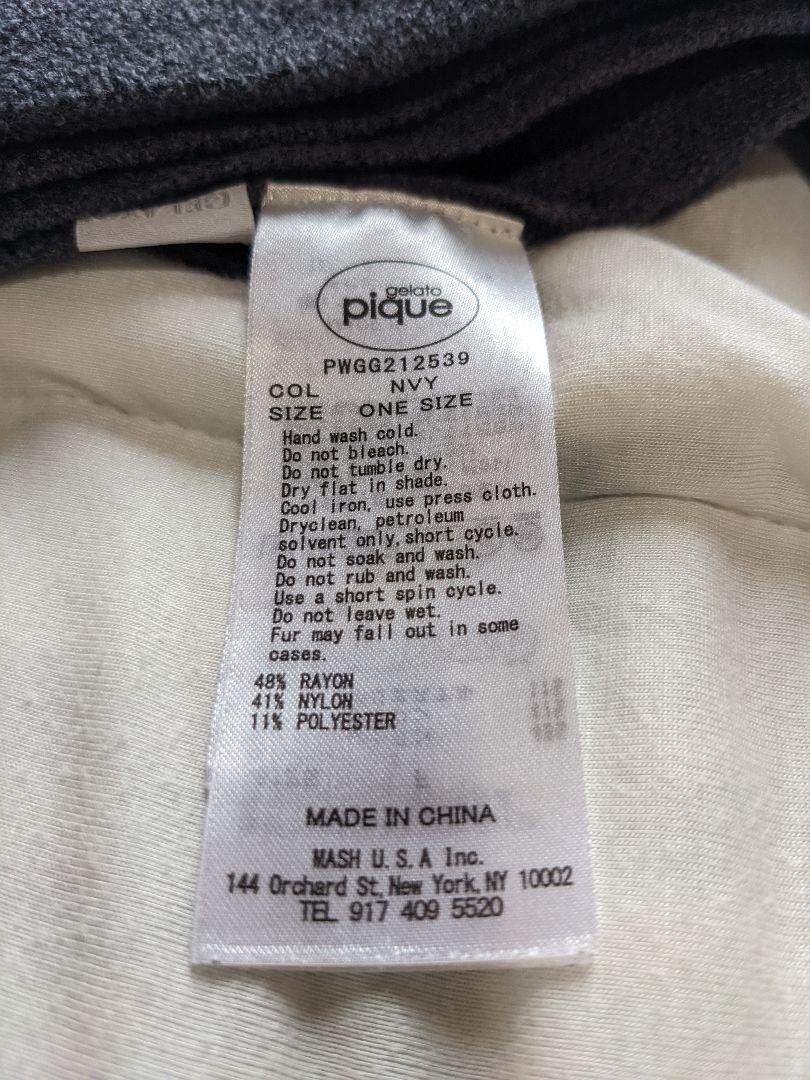 gelato
pique
PWGG212539
COL NVY
SIZE ONE SIZE
Hand wash cold.
Do not bleach.
Do not tumble dry.
Dry flat in shade.
Cool iron, use press cloth.
Dryclean, petroleum
solvent only, short cycle.
Do not soak and wash.
Do not rub and wash.
Use a short spin cycle.
Do not leave wet.
Fur may fall out in some
cases.
48% RAYON
41% NYLON
11% POLYESTER
MADE IN CHINA
MASH U.S.A Inc.
144 Orchard St, New York, NY 10002
TEL 917 409 5520